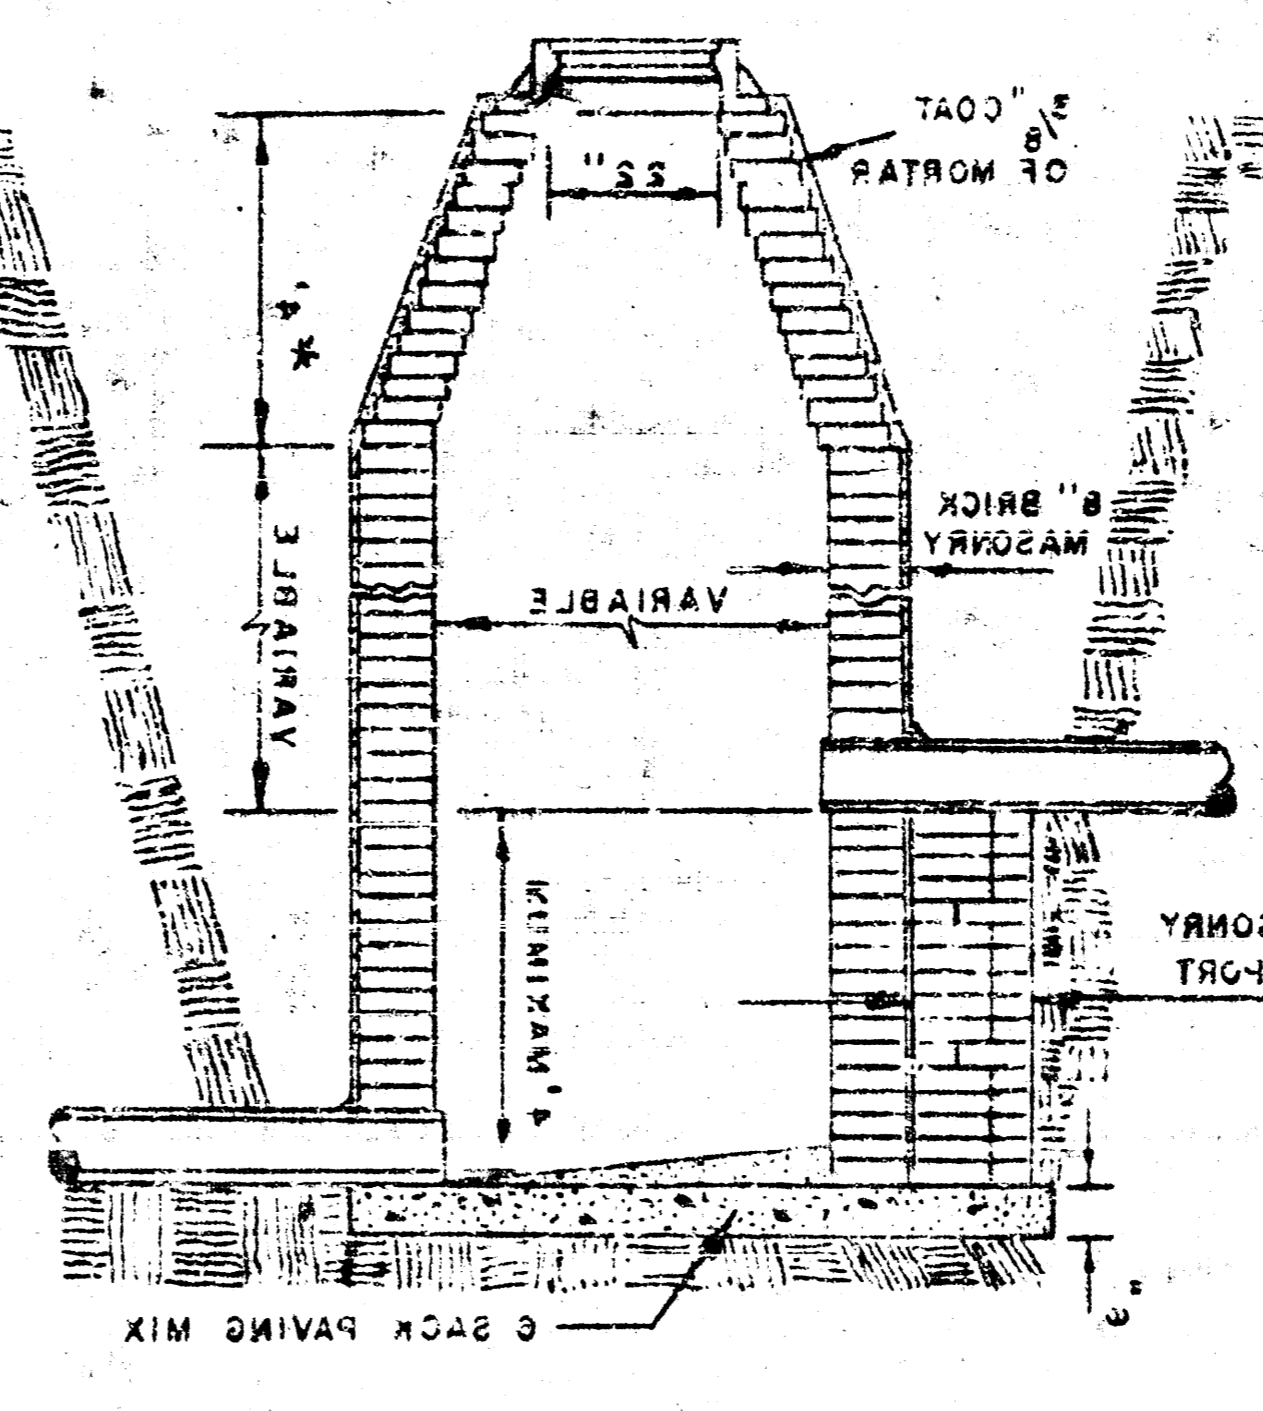 5/8" COAT
OF MORTAR
22"
* 4'
8" BRICK
MASONRY
VARIABLE
VARIABLE
4' MAXIMUM
SONRY
PORT
6"
6 SACK PAVING MIX